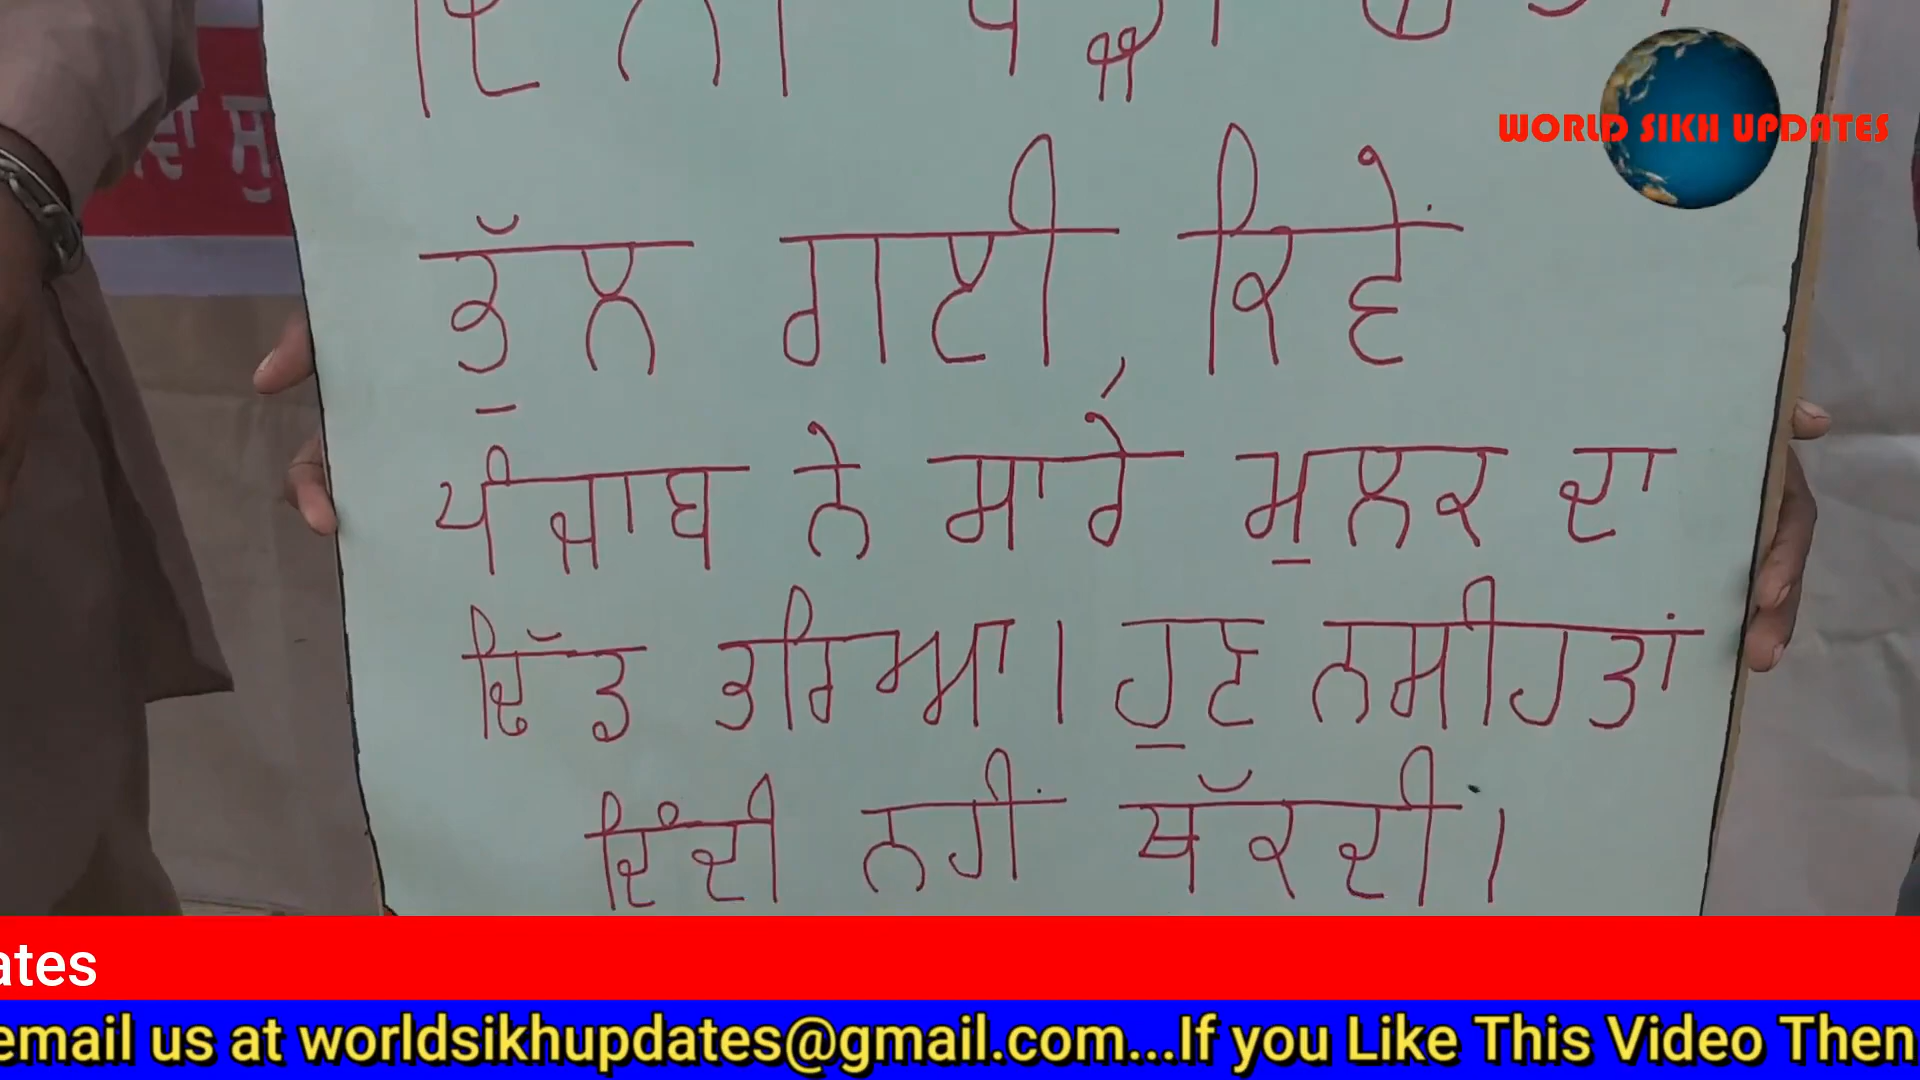 ਵਾ ਸੁ
WORLD SIKH UPDATES
ਭੁੱਲ ਗਈ, ਕਿਵੇਂ
ਪੰਜਾਬ ਨੇ ਸਾਰੇ ਮੁਲਕ ਦਾ
ਢਿੱਡ ਭਰਿਆ। ਹੁਣ ਨਸੀਹਤਾਂ
ਦਿੰਦੀ ਨਹੀਂ ਥੱਕਦੀ।
ates
email us at worldsikhupdates@gmail.com...If you Like This Video Then